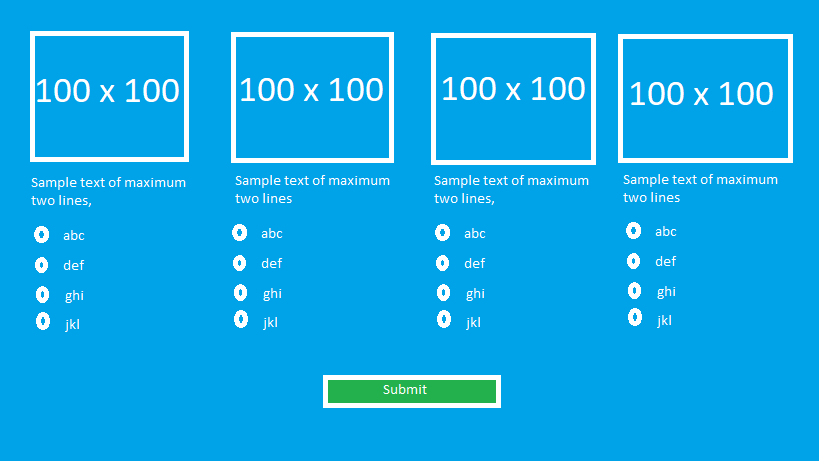 100 x 100
Sample text of maximum
two lines,
abc
def
ghi
jkl
100 x 100
Sample text of maximum
two lines
abc
def
ghi
jkl
100 x 100
Sample text of maximum
two lines,
abc
def
ghi
jkl
100 x 100
Sample text of maximum
two lines
abc
def
ghi
jkl
Submit